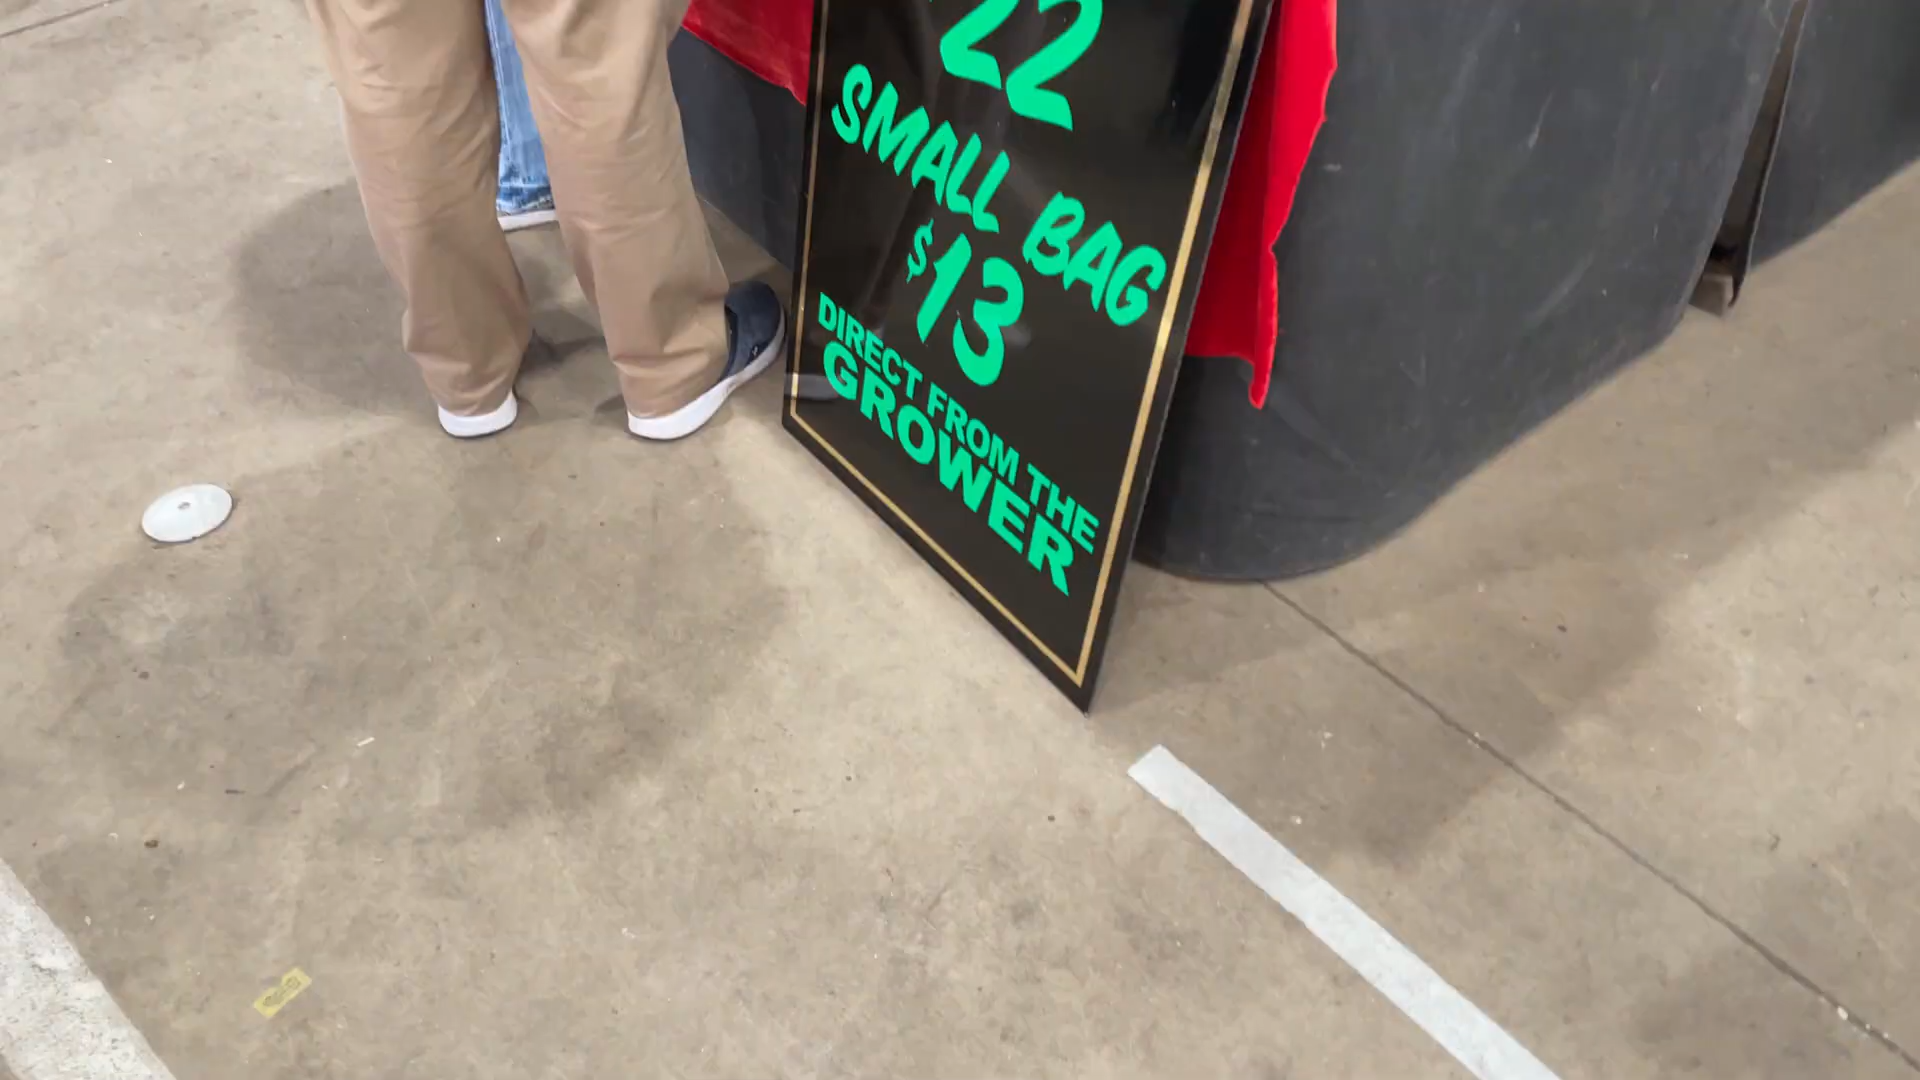 22
SMALL BAG
$13
DIRECT FROM THE
GROWER